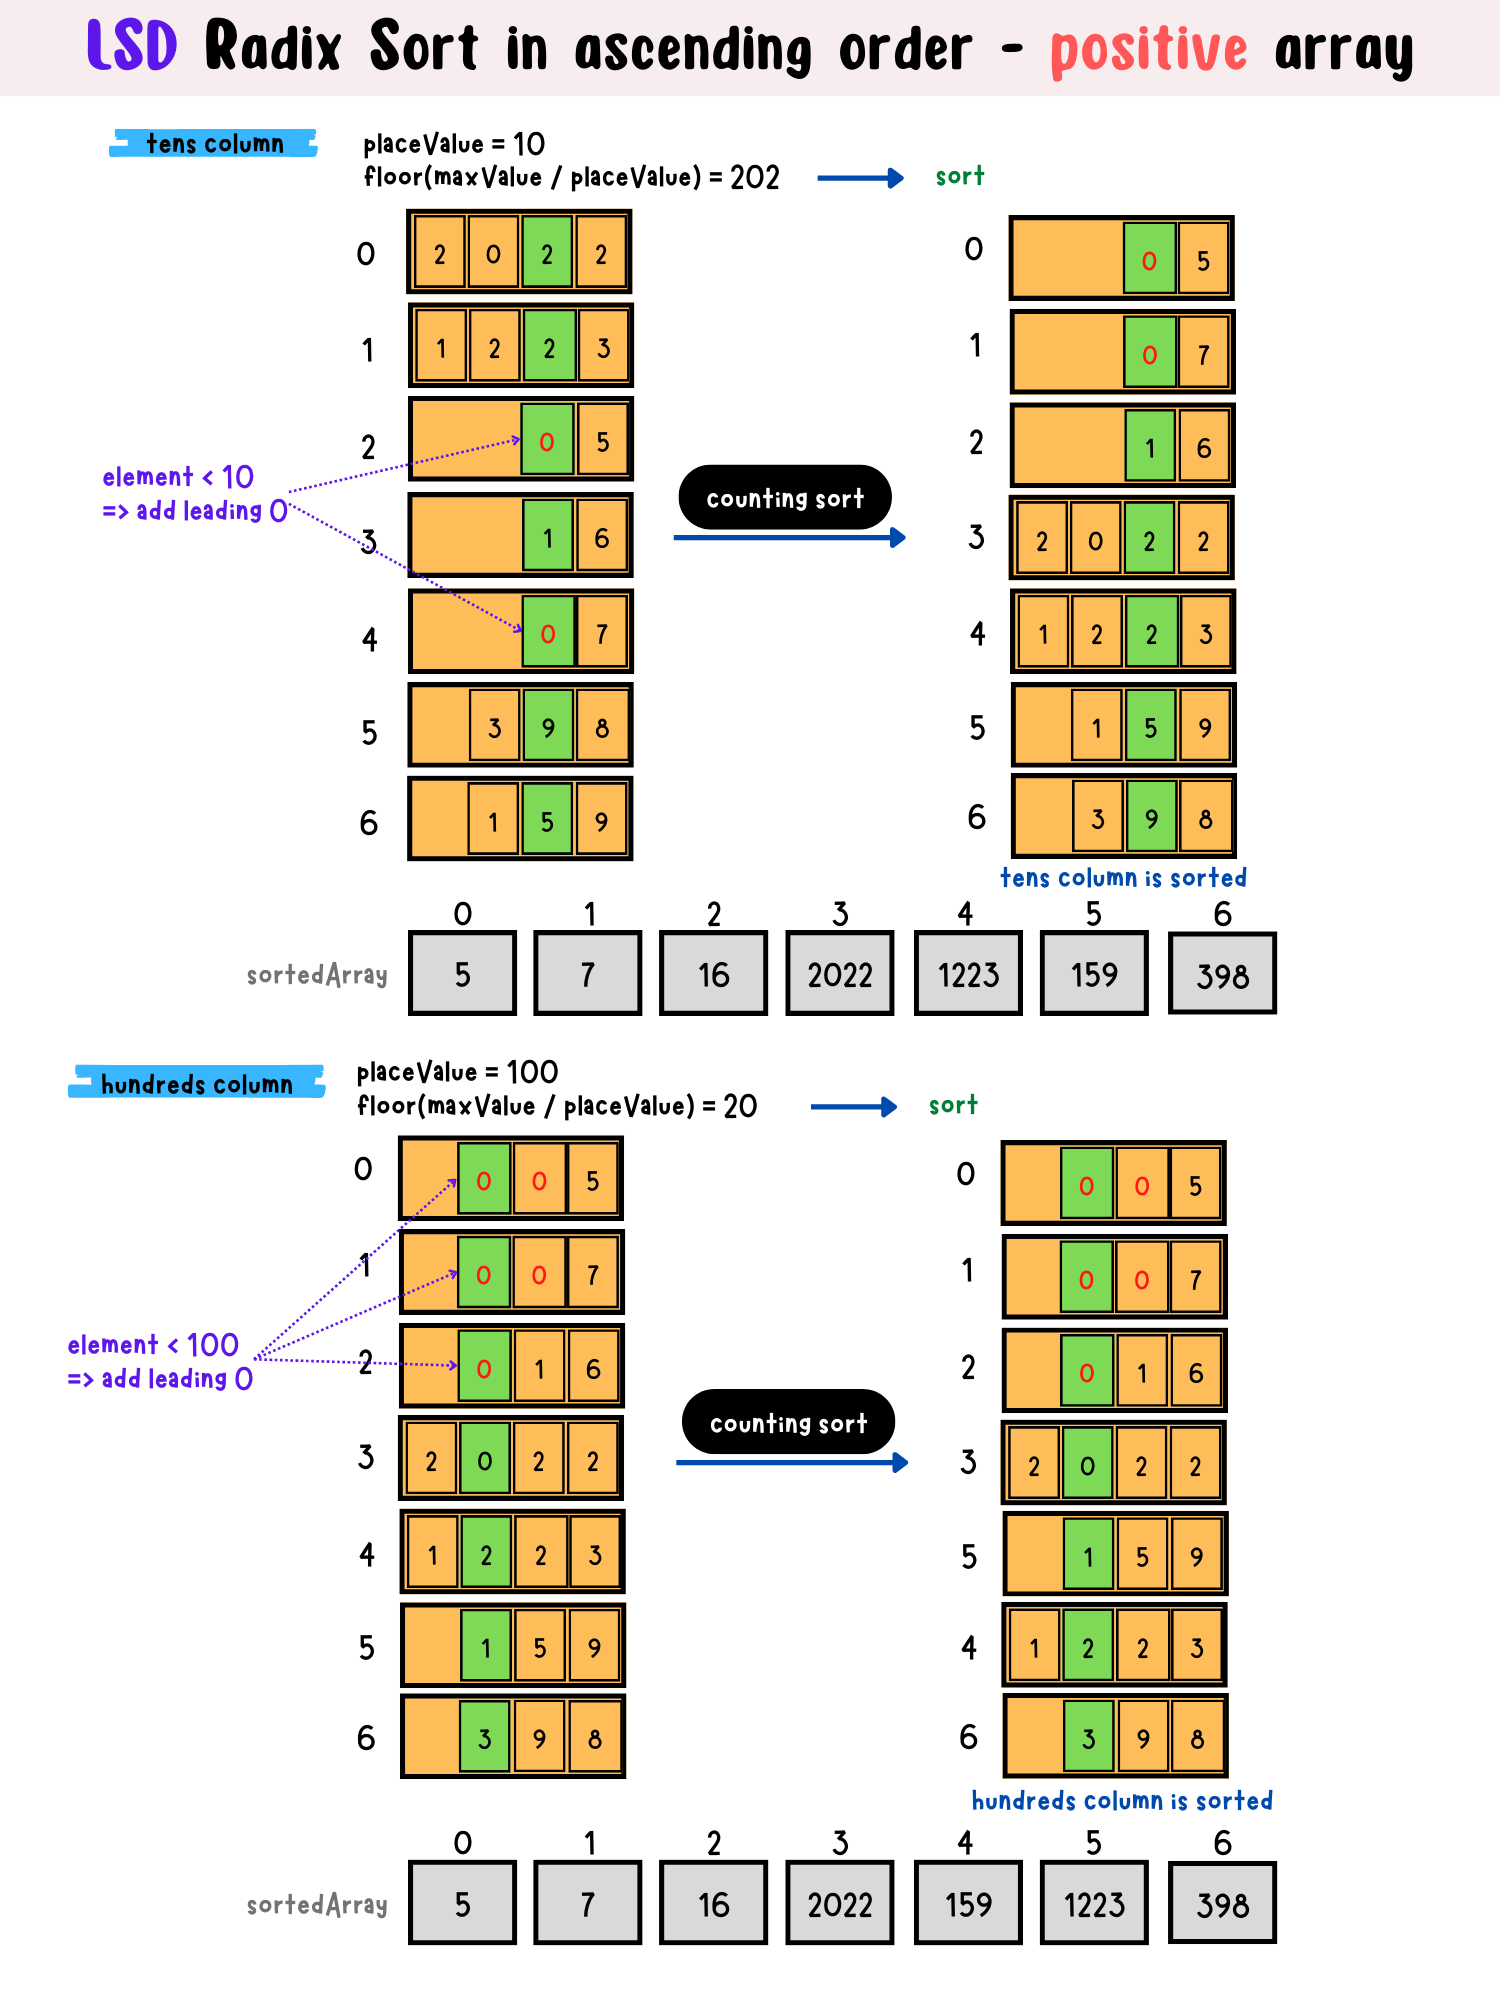 LSD Radix Sort in ascending order - positive array
tens column
placeValue = 10
floor(maxValue / placeValue) = 202
sort
0 2 0 2 2
1 1 2 2 3
2 0 5
3 1 6
4 0 7
5 3 9 8
6 1 5 9
element < 10
=> add leading 0
counting sort
0 0 5
1 0 7
2 1 6
3 2 0 2 2
4 1 2 2 3
5 1 5 9
6 3 9 8
tens column is sorted
0 1 2 3 4 5 6
sortedArray 5 7 16 2022 1223 159 398
hundreds column
placeValue = 100
floor(maxValue / placeValue) = 20
sort
0 0 0 5
1 0 0 7
2 0 1 6
3 2 0 2 2
4 1 2 2 3
5 1 5 9
6 3 9 8
element < 100
=> add leading 0
counting sort
0 0 0 5
1 0 0 7
2 0 1 6
3 2 0 2 2
5 1 5 9
4 1 2 2 3
6 3 9 8
hundreds column is sorted
0 1 2 3 4 5 6
sortedArray 5 7 16 2022 159 1223 398